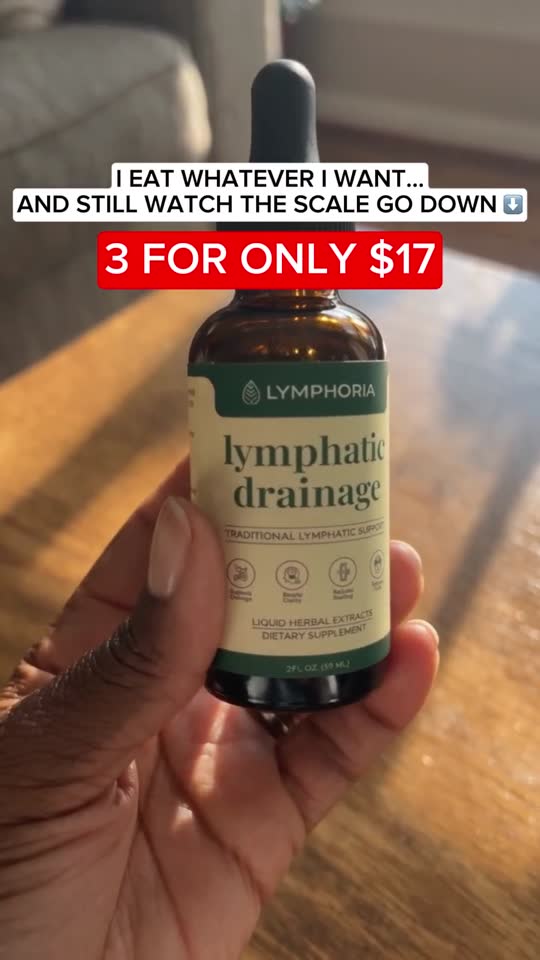 I EAT WHATEVER I WANT...
AND STILL WATCH THE SCALE GO DOWN ⬇️
3 FOR ONLY $17
LYMPHORIA
lymphatic
drainage
TRADITIONAL LYMPHATIC SUPPORT
LIQUID HERBAL EXTRACTS
DIETARY SUPPLEMENT
2FL OZ. (59 ML)